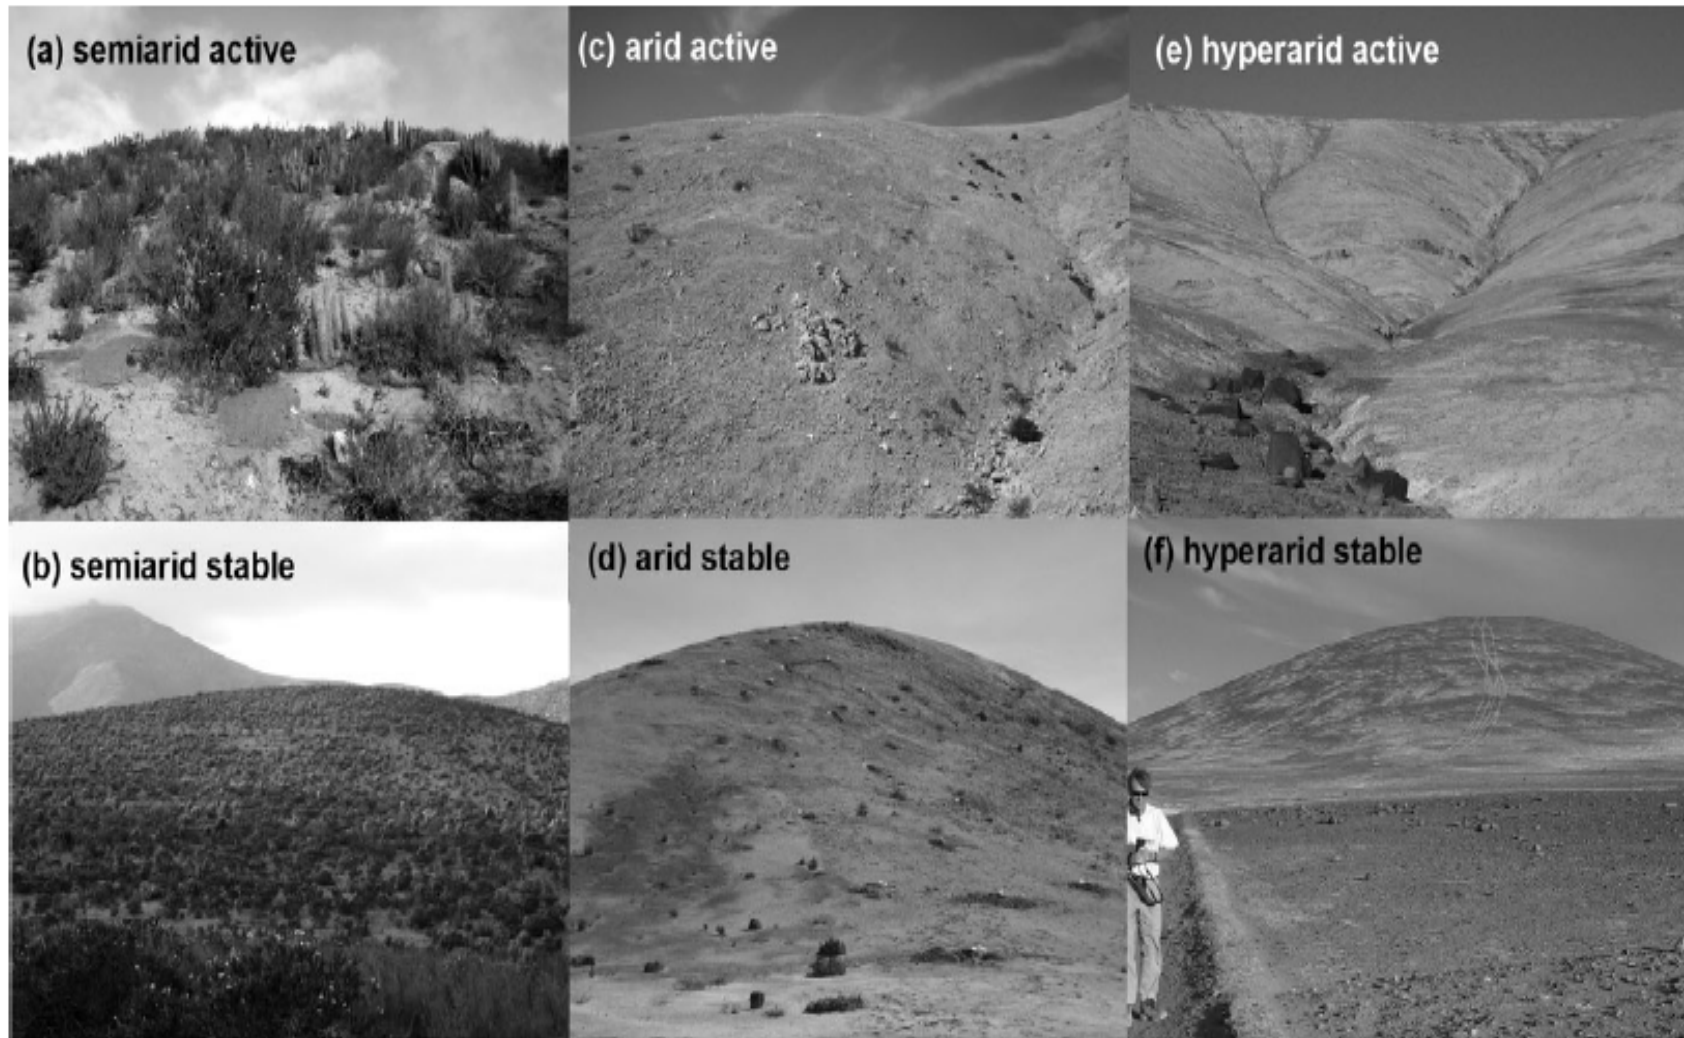 (a) semiarid active
(c) arid active
(e) hyperarid active
(b) semiarid stable
(d) arid stable
(f) hyperarid stable